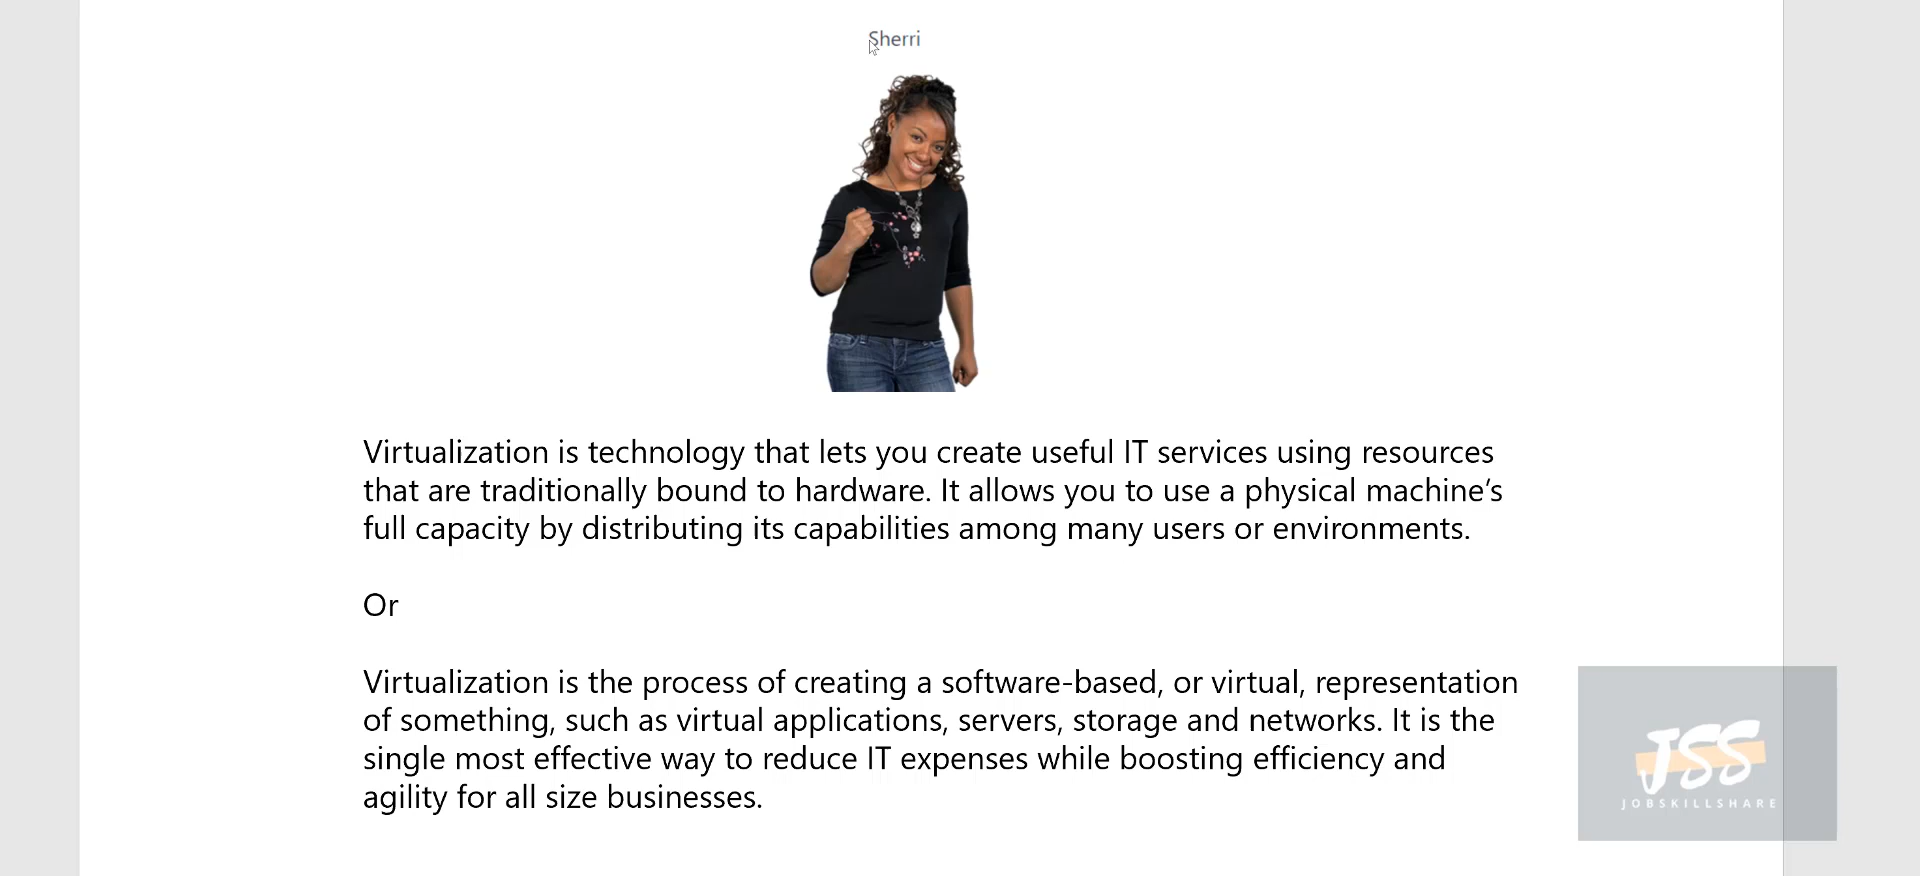 Sherri
Virtualization is technology that lets you create useful IT services using resources
that are traditionally bound to hardware. It allows you to use a physical machine’s
full capacity by distributing its capabilities among many users or environments.
Or
Virtualization is the process of creating a software-based, or virtual, representation
of something, such as virtual applications, servers, storage and networks. It is the
single most effective way to reduce IT expenses while boosting efficiency and
agility for all size businesses.
JSS
JOBSKILLSHARE